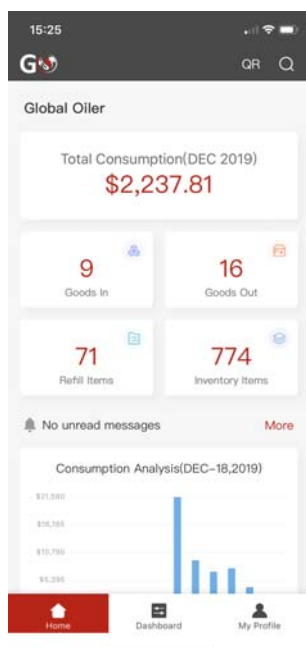 15:25
GO
QR
Global Oiler
Total Consumption(DEC 2019)
$2,237.81
9
Goods In
16
Goods Out
71
Refill Items
774
Inventory Items
No unread messages
More
Consumption Analysis(DEC-18,2019)
$21,580
$16,185
$10,790
$5,395
Home
Dashboard
My Profile